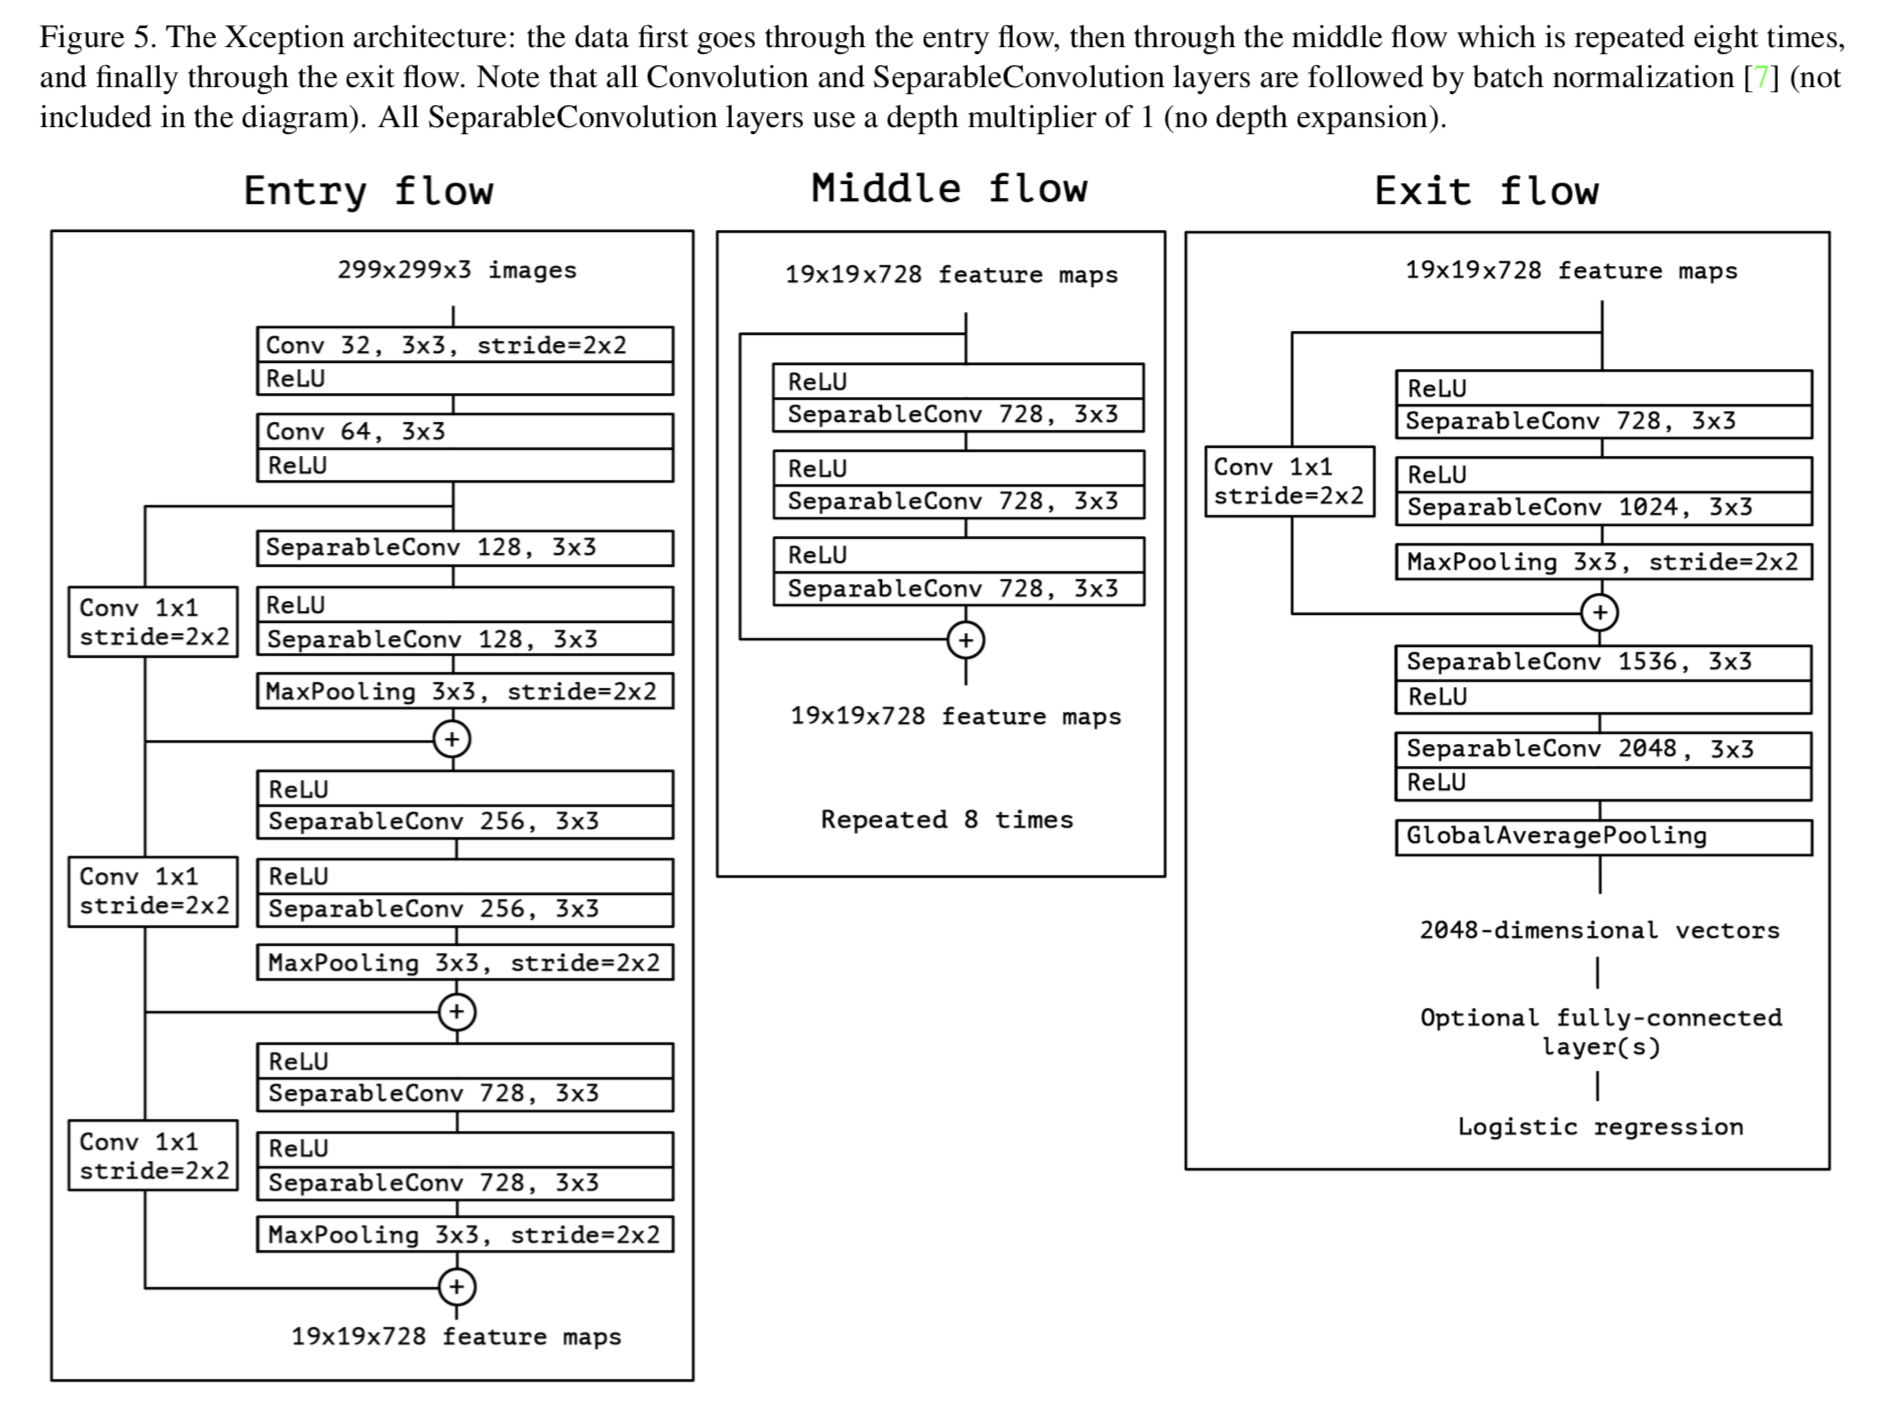 Figure 5. The Xception architecture: the data first goes through the entry flow, then through the middle flow which is repeated eight times,
and finally through the exit flow. Note that all Convolution and SeparableConvolution layers are followed by batch normalization [7] (not
included in the diagram). All SeparableConvolution layers use a depth multiplier of 1 (no depth expansion).
Entry flow
299x299x3 images
Conv 32, 3x3, stride=2x2
ReLU
Conv 64, 3x3
ReLU
SeparableConv 128, 3x3
Conv 1x1
stride=2x2
ReLU
SeparableConv 128, 3x3
MaxPooling 3x3, stride=2x2
+
ReLU
SeparableConv 256, 3x3
Conv 1x1
stride=2x2
ReLU
SeparableConv 256, 3x3
MaxPooling 3x3, stride=2x2
+
ReLU
SeparableConv 728, 3x3
Conv 1x1
stride=2x2
ReLU
SeparableConv 728, 3x3
MaxPooling 3x3, stride=2x2
+
19x19x728 feature maps
Middle flow
19x19x728 feature maps
ReLU
SeparableConv 728, 3x3
ReLU
SeparableConv 728, 3x3
ReLU
SeparableConv 728, 3x3
+
19x19x728 feature maps
Repeated 8 times
Exit flow
19x19x728 feature maps
ReLU
SeparableConv 728, 3x3
Conv 1x1
stride=2x2
ReLU
SeparableConv 1024, 3x3
MaxPooling 3x3, stride=2x2
+
SeparableConv 1536, 3x3
ReLU
SeparableConv 2048, 3x3
ReLU
GlobalAveragePooling
2048-dimensional vectors
Optional fully-connected
layer(s)
Logistic regression